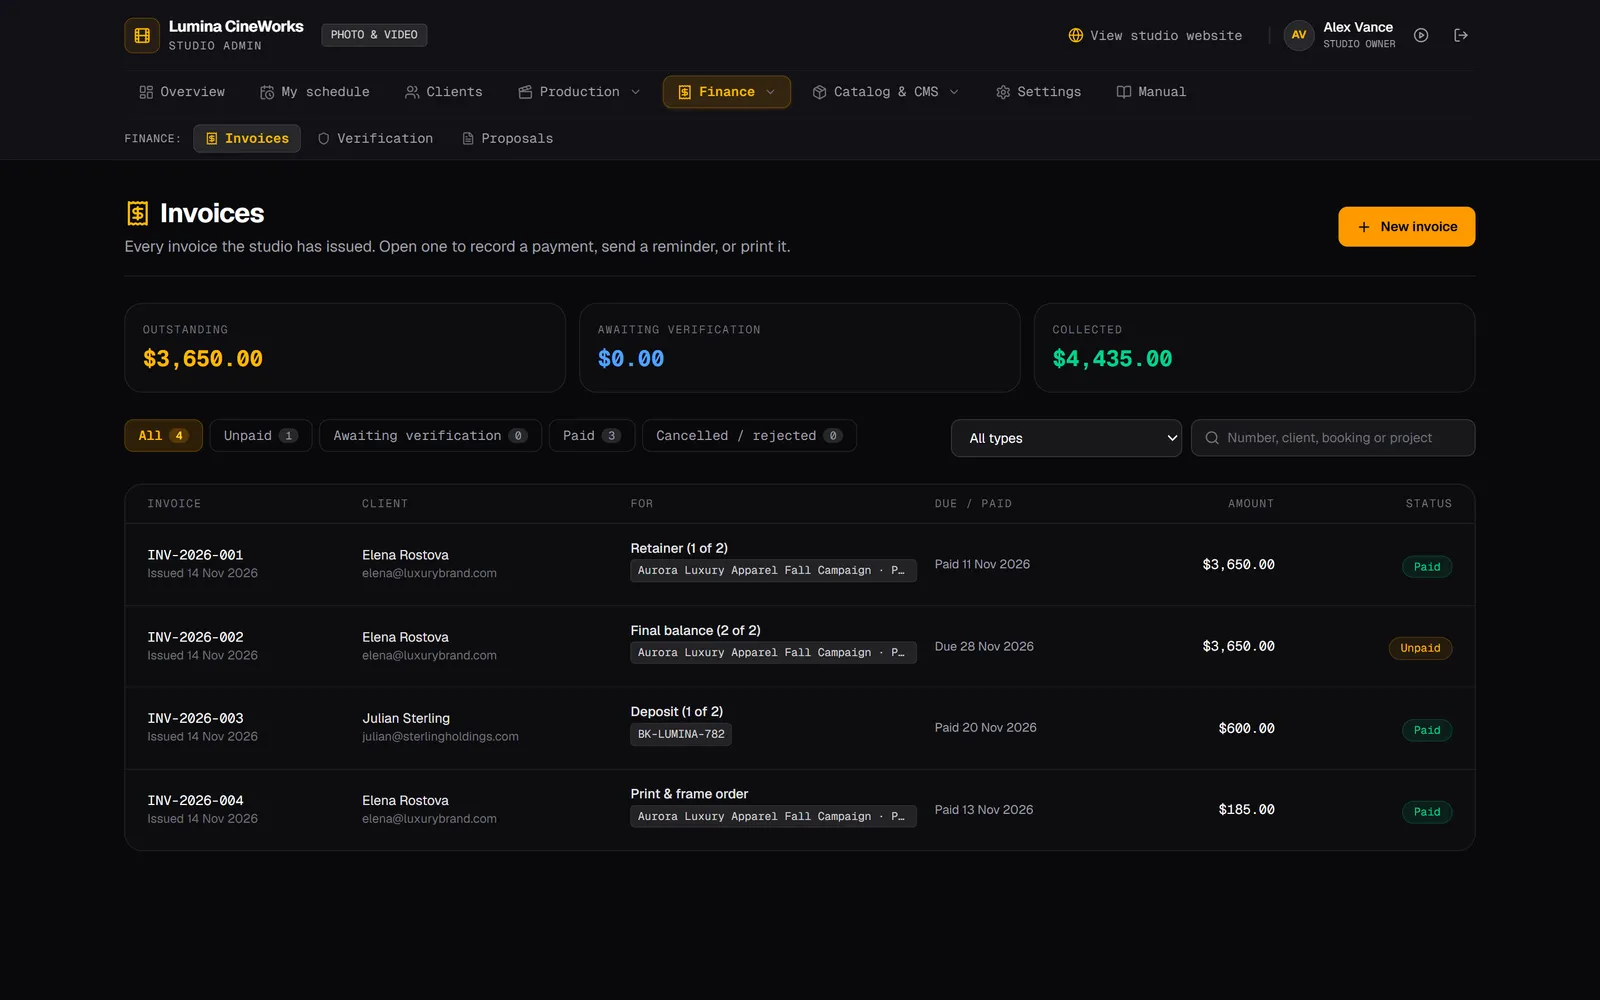 Lumina CineWorks
STUDIO ADMIN
PHOTO & VIDEO
View studio website
AV
Alex Vance
STUDIO OWNER
Overview
My schedule
Clients
Production
Finance
Catalog & CMS
Settings
Manual
FINANCE:
Invoices
Verification
Proposals
Invoices
Every invoice the studio has issued. Open one to record a payment, send a reminder, or print it.
+ New invoice
OUTSTANDING
$3,650.00
AWAITING VERIFICATION
$0.00
COLLECTED
$4,435.00
All 4
Unpaid 1
Awaiting verification 0
Paid 3
Cancelled / rejected 0
All types
Number, client, booking or project
INVOICE CLIENT FOR DUE / PAID AMOUNT STATUS
INV-2026-001
Issued 14 Nov 2026
Elena Rostova
elena@luxurybrand.com
Retainer (1 of 2)
Aurora Luxury Apparel Fall Campaign · P…
Paid 11 Nov 2026
$3,650.00
Paid
INV-2026-002
Issued 14 Nov 2026
Elena Rostova
elena@luxurybrand.com
Final balance (2 of 2)
Aurora Luxury Apparel Fall Campaign · P…
Due 28 Nov 2026
$3,650.00
Unpaid
INV-2026-003
Issued 14 Nov 2026
Julian Sterling
julian@sterlingholdings.com
Deposit (1 of 2)
BK-LUMINA-782
Paid 20 Nov 2026
$600.00
Paid
INV-2026-004
Issued 14 Nov 2026
Elena Rostova
elena@luxurybrand.com
Print & frame order
Aurora Luxury Apparel Fall Campaign · P…
Paid 13 Nov 2026
$185.00
Paid